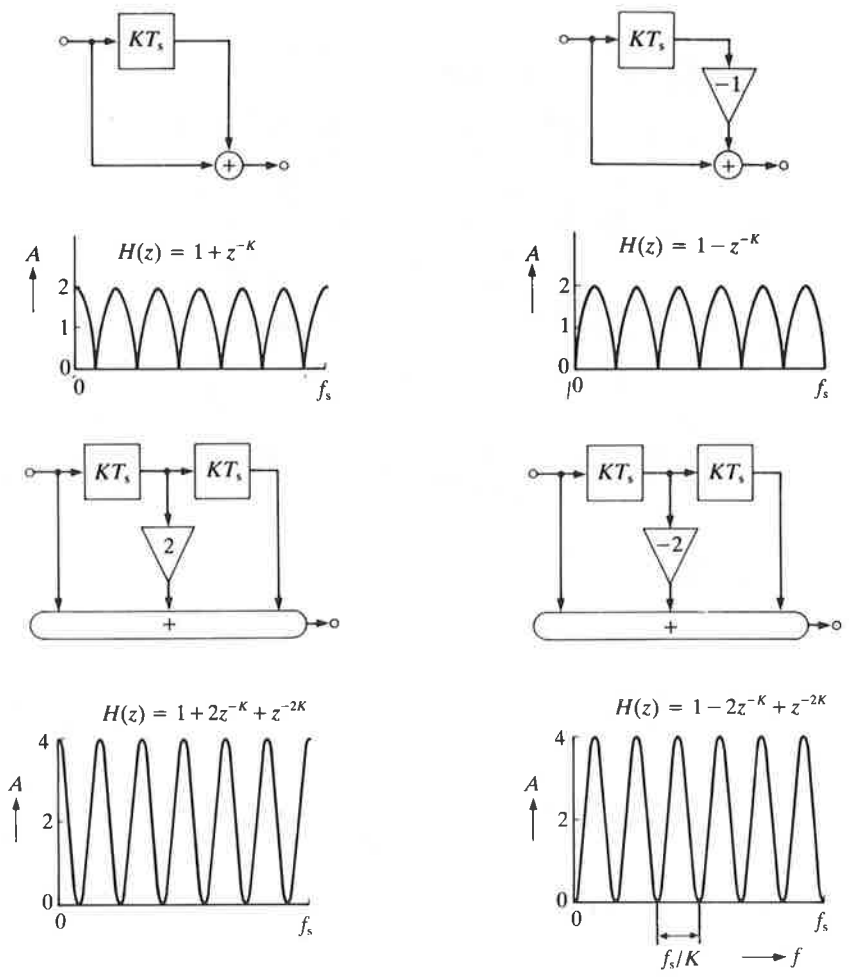 KTs
KTs
−1
+
+
H(z) = 1 + z^−K
A
2
1
0
0
fs
H(z) = 1 − z^−K
A
2
1
0
0
fs
KTs
KTs
2
+
KTs
KTs
−2
+
H(z) = 1 + 2z^−K + z^−2K
4
A
2
0
0
fs
H(z) = 1 − 2z^−K + z^−2K
4
A
2
0
0
fs
fs/K
f